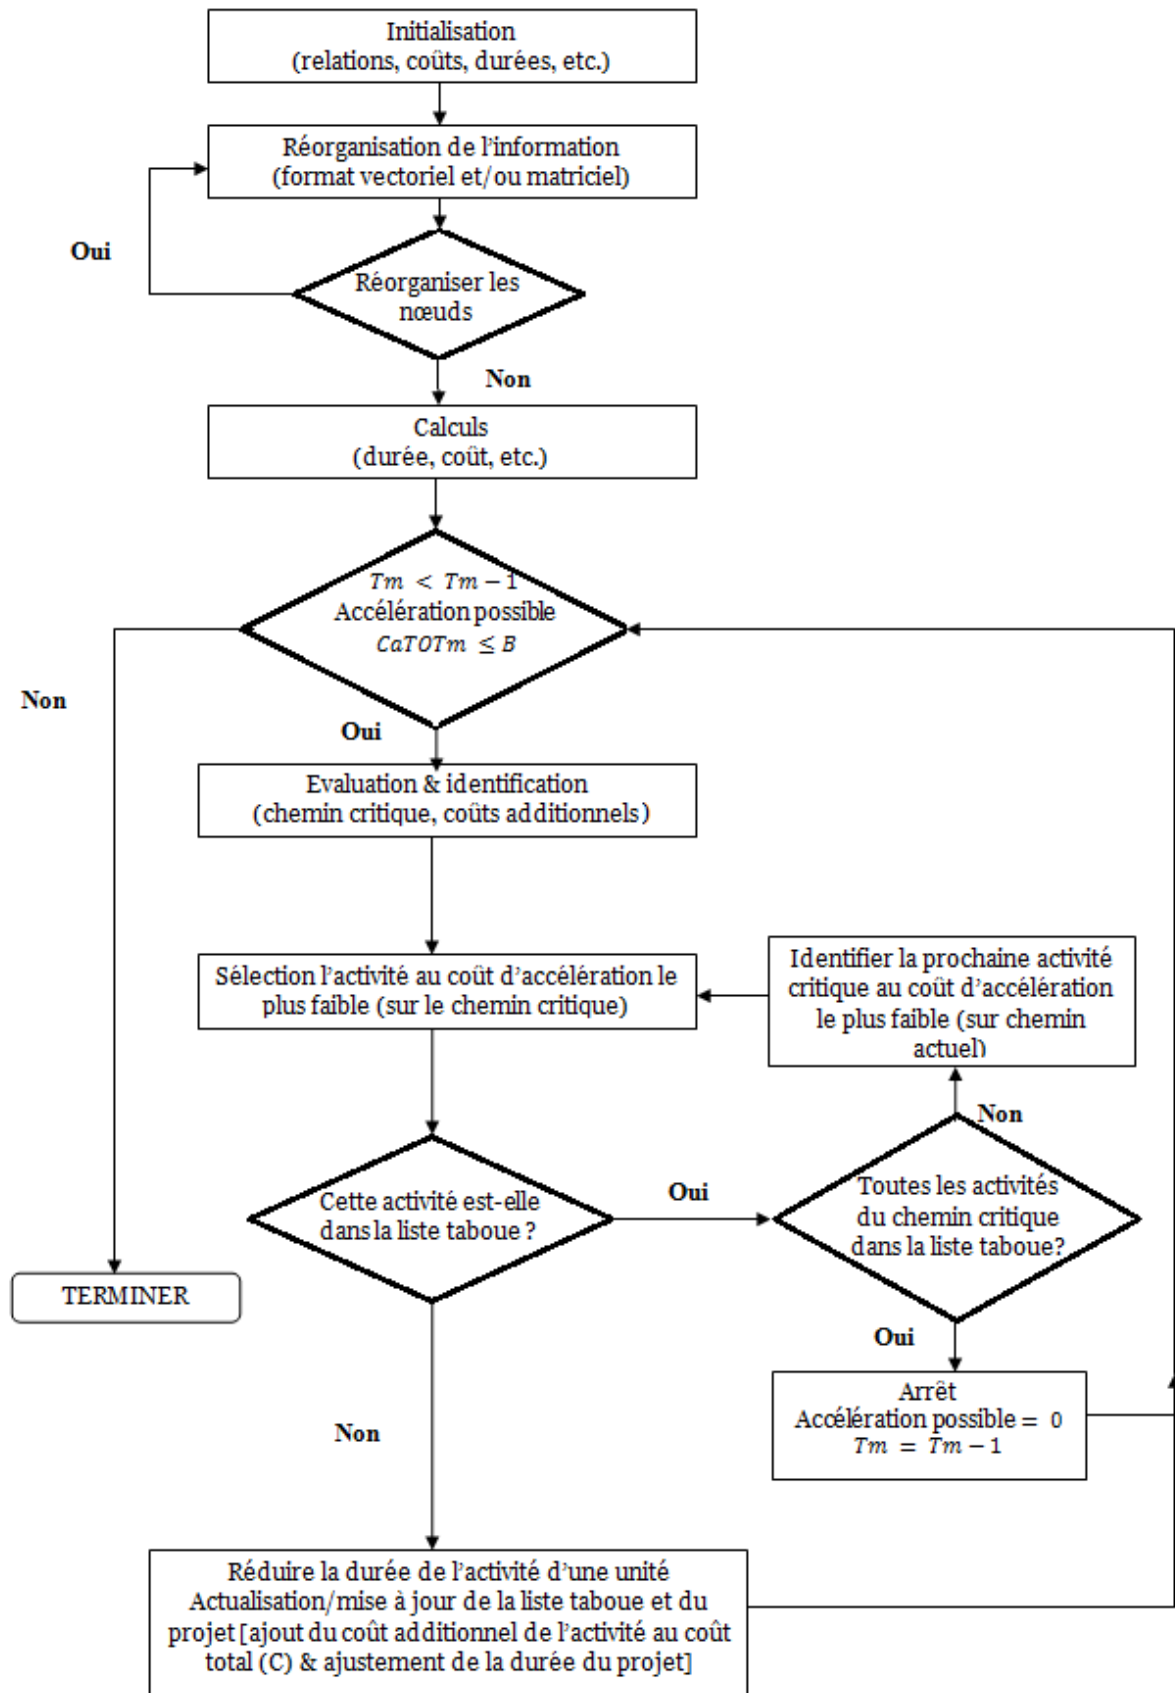 Initialisation
(relations, coûts, durées, etc.)
Réorganisation de l'information
(format vectoriel et/ou matriciel)
Oui
Réorganiser les
nœuds
Non
Calculs
(durée, coût, etc.)
Tm < Tm − 1
Accélération possible
CaTOTm ≤ B
Non
Oui
Evaluation & identification
(chemin critique, coûts additionnels)
Sélection l'activité au coût d'accélération le
plus faible (sur le chemin critique)
Identifier la prochaine activité
critique au coût d'accélération
le plus faible (sur chemin
actuel)
Non
Cette activité est-elle
dans la liste taboue ?
Oui
Toutes les activités
du chemin critique
dans la liste taboue?
TERMINER
Oui
Arrêt
Accélération possible = 0
Tm = Tm − 1
Non
Réduire la durée de l'activité d'une unité
Actualisation/mise à jour de la liste taboue et du
projet [ajout du coût additionnel de l'activité au coût
total (C) & ajustement de la durée du projet]